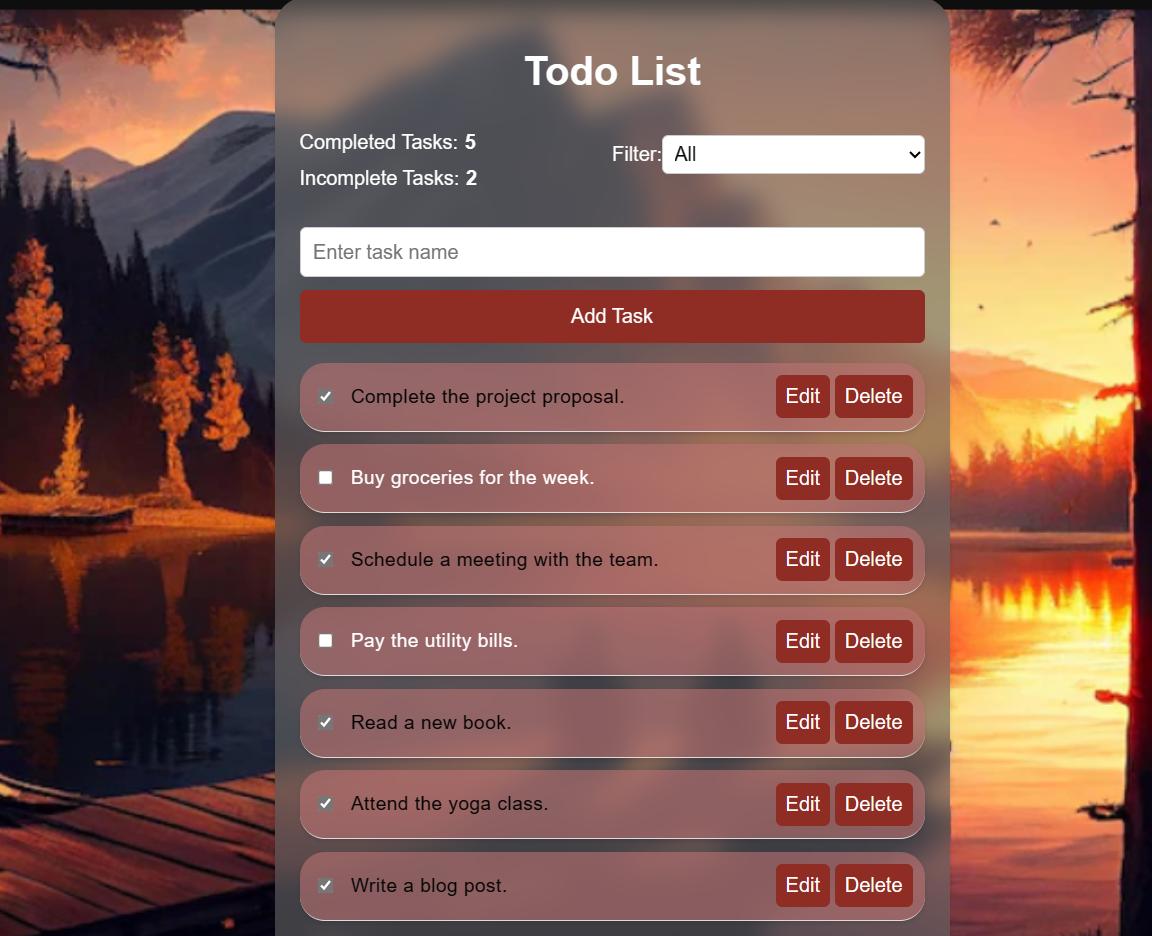 Todo List
Completed Tasks: 5
Filter: All
Incomplete Tasks: 2
Enter task name
Add Task
Complete the project proposal. Edit Delete
Buy groceries for the week. Edit Delete
Schedule a meeting with the team. Edit Delete
Pay the utility bills. Edit Delete
Read a new book. Edit Delete
Attend the yoga class. Edit Delete
Write a blog post. Edit Delete